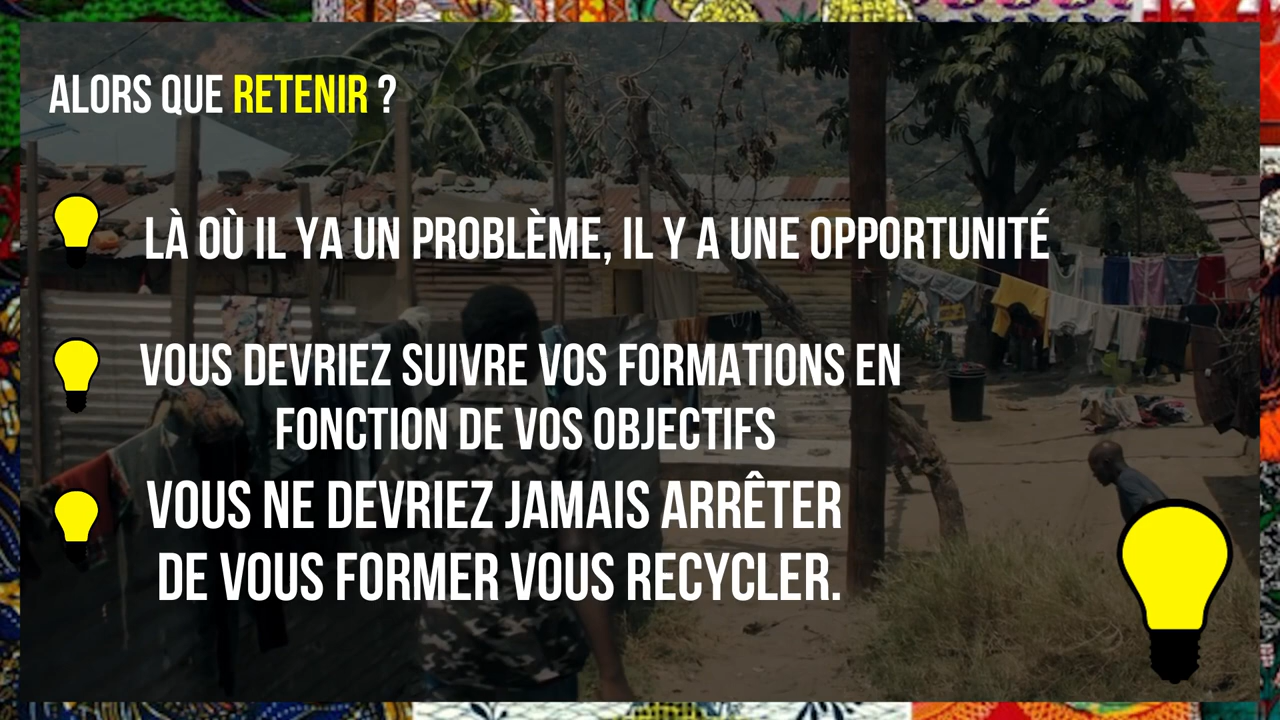 ALORS QUE RETENIR ?
LÀ OÙ IL YA UN PROBLÈME, IL Y A UNE OPPORTUNITÉ
VOUS DEVRIEZ SUIVRE VOS FORMATIONS EN
FONCTION DE VOS OBJECTIFS
VOUS NE DEVRIEZ JAMAIS ARRÊTER
DE VOUS FORMER VOUS RECYCLER.